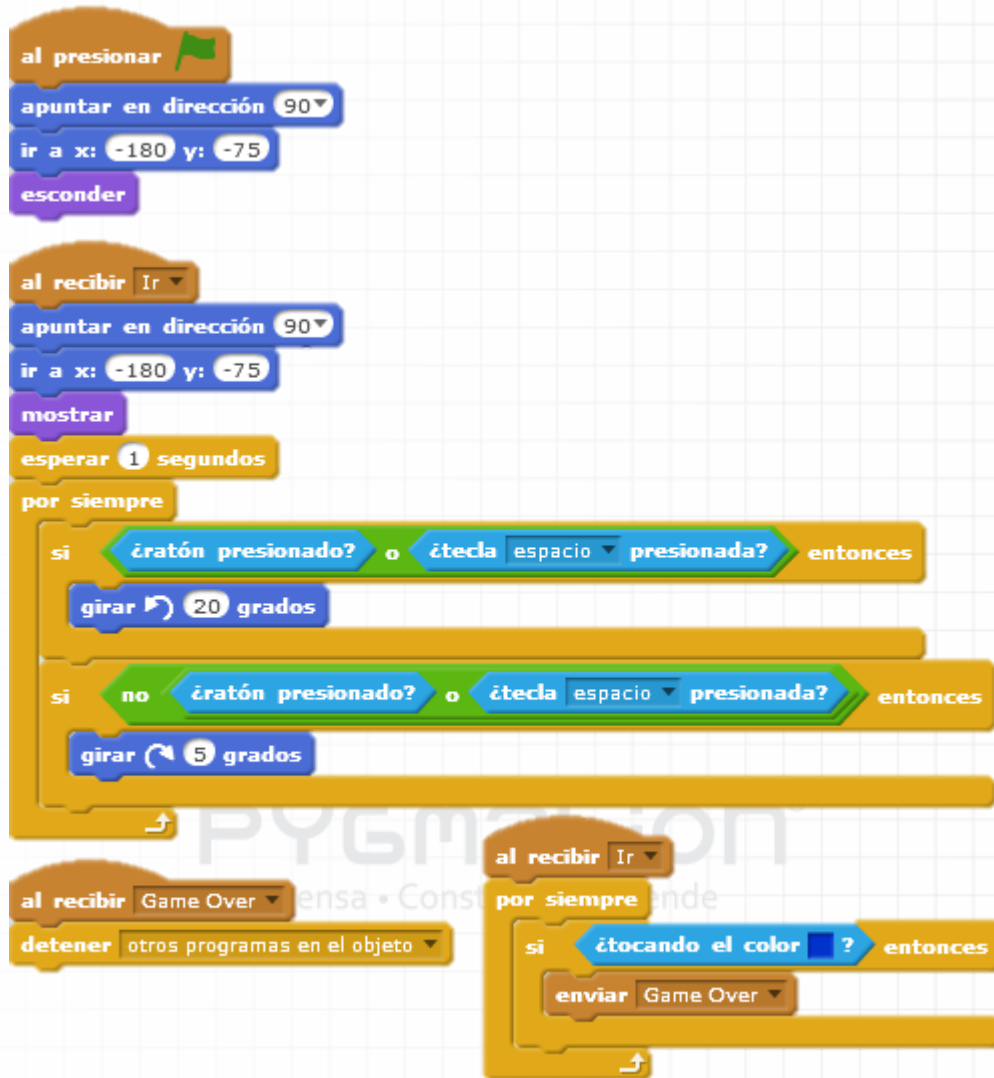 al presionar
apuntar en dirección 90
ir a x: -180 y: -75
esconder
al recibir Ir
apuntar en dirección 90
ir a x: -180 y: -75
mostrar
esperar 1 segundos
por siempre
si ¿ratón presionado? o ¿tecla espacio presionada? entonces
girar 20 grados
si no ¿ratón presionado? o ¿tecla espacio presionada? entonces
girar 5 grados
al recibir Game Over
detener otros programas en el objeto
al recibir Ir
por siempre
si ¿tocando el color ? entonces
enviar Game Over